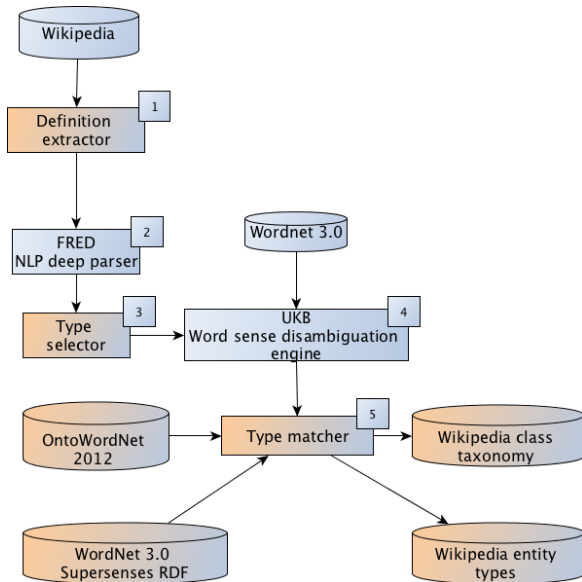 Wikipedia
1
Definition
extractor
2
FRED
NLP deep parser
Wordnet 3.0
3
Type
selector
4
UKB
Word sense disambiguation
engine
5
OntoWordNet
2012
Type matcher
Wikipedia class
taxonomy
WordNet 3.0
Supersenses RDF
Wikipedia entity
types